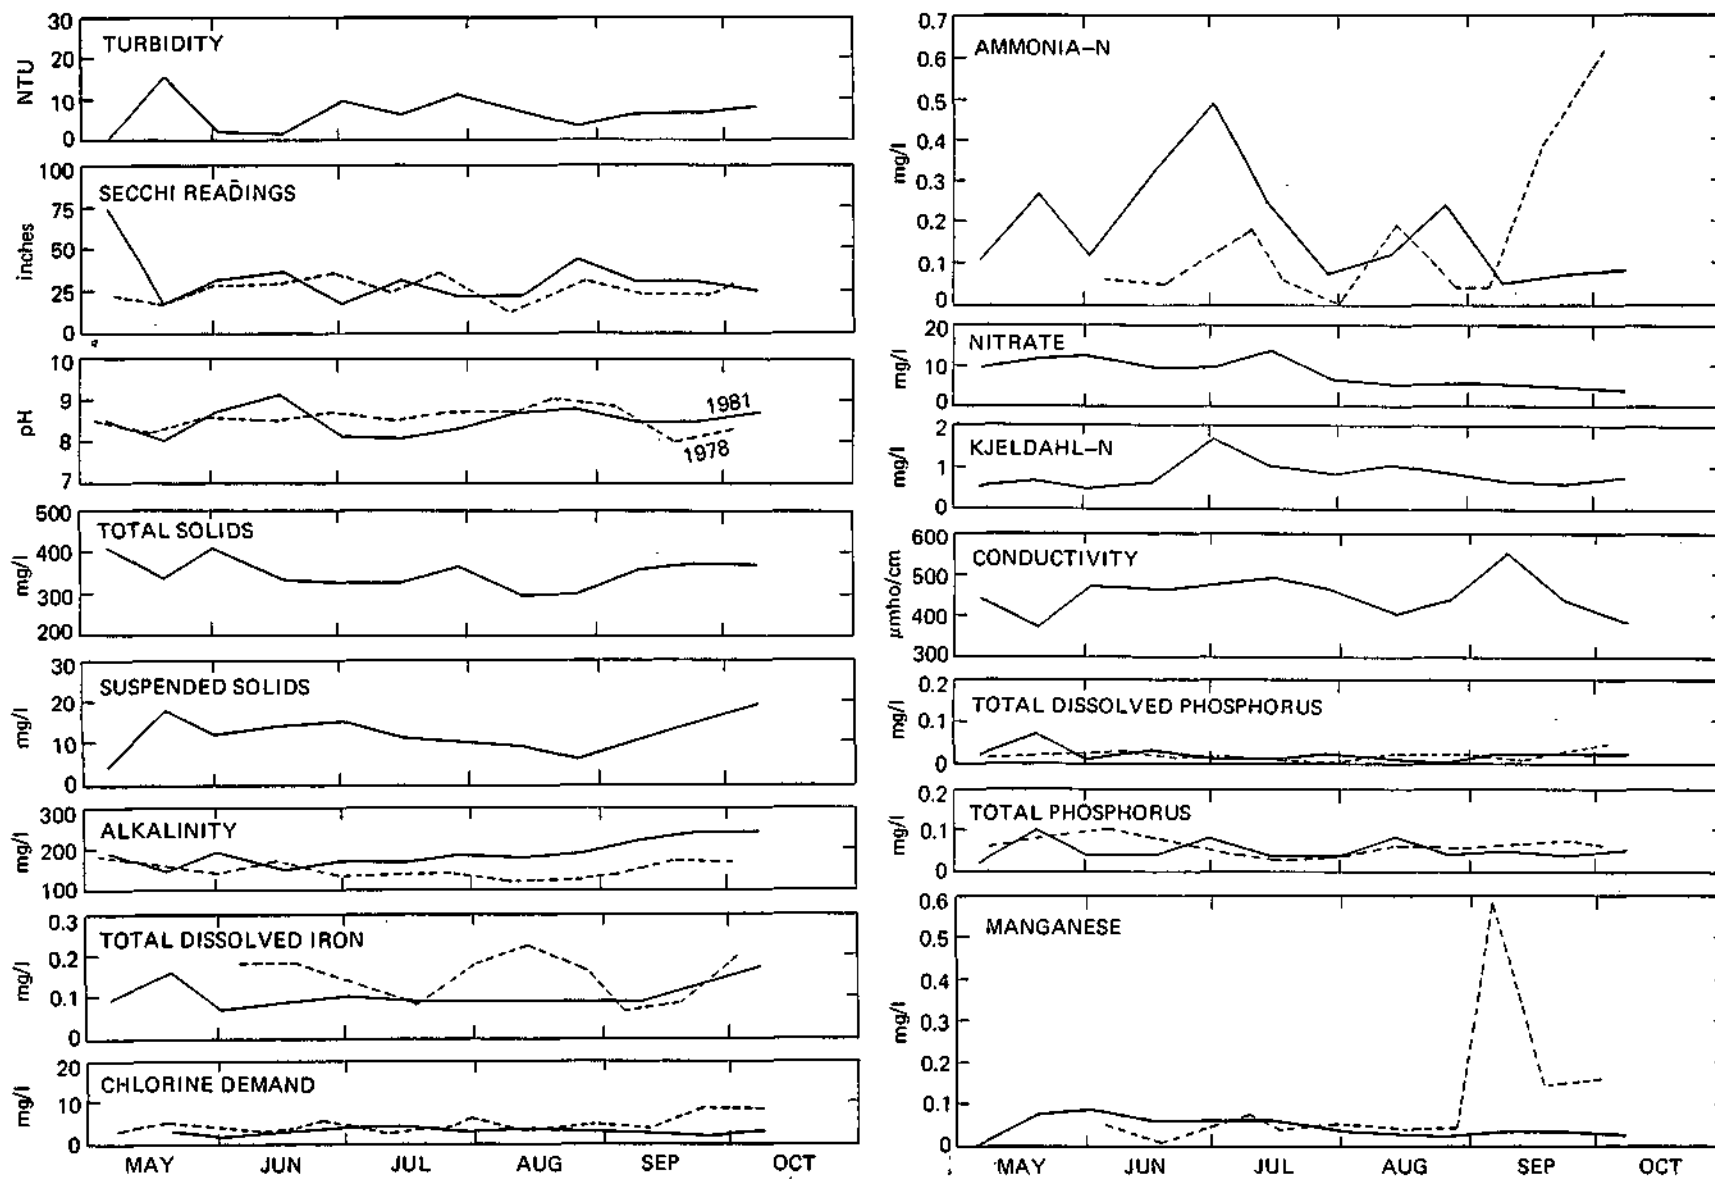 30
TURBIDITY
20
NTU
10
0
100
SECCHI READINGS
75
inches
50
25
0
10
9
pH
8
7
1981
1978
500
TOTAL SOLIDS
400
mg/l
300
200
30
SUSPENDED SOLIDS
20
mg/l
10
0
300
ALKALINITY
200
mg/l
100
0.3
TOTAL DISSOLVED IRON
0.2
mg/l
0.1
0
20
CHLORINE DEMAND
10
mg/l
0
MAY JUN JUL AUG SEP OCT
0.7
AMMONIA–N
0.6
0.5
0.4
mg/l
0.3
0.2
0.1
0
20
NITRATE
10
mg/l
0
2
KJELDAHL–N
1
mg/l
0
600
CONDUCTIVITY
500
µmho/cm
400
300
0.2
TOTAL DISSOLVED PHOSPHORUS
0.1
mg/l
0
0.2
TOTAL PHOSPHORUS
0.1
mg/l
0
0.6
MANGANESE
0.5
0.4
0.3
mg/l
0.2
0.1
0
MAY JUN JUL AUG SEP OCT